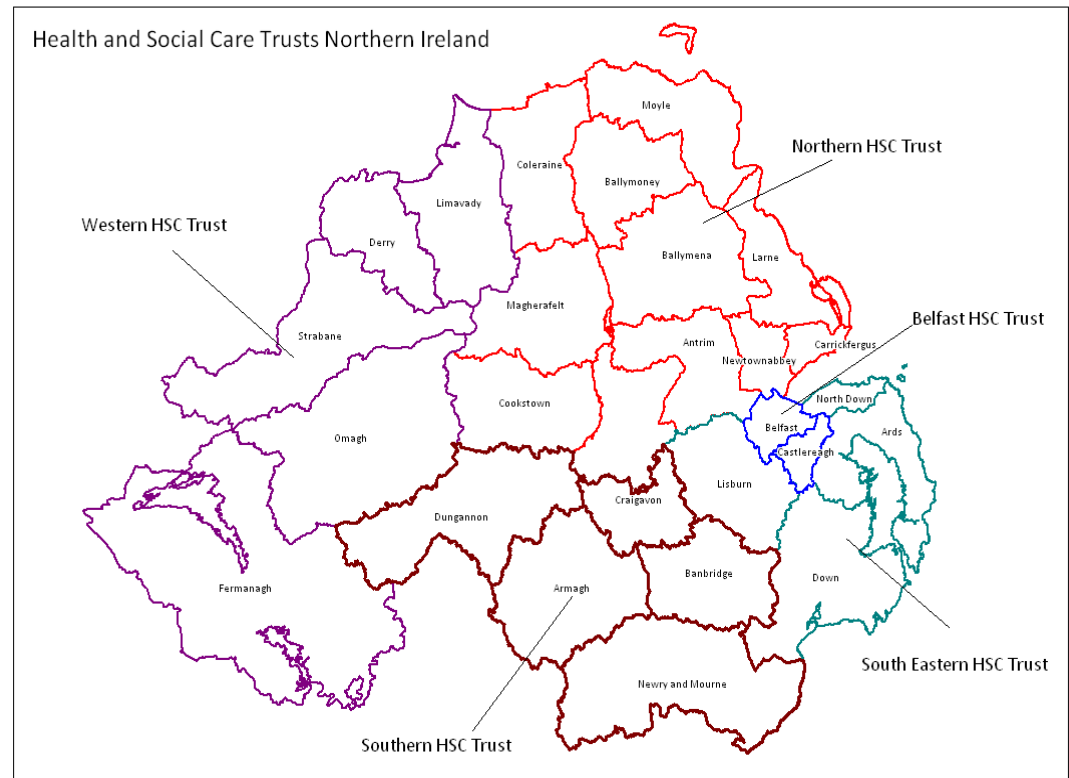 Health and Social Care Trusts Northern Ireland
Moyle
Northern HSC Trust
Coleraine
Ballymoney
Limavady
Western HSC Trust
Derry
Ballymena
Larne
Magherafelt
Belfast HSC Trust
Strabane
Antrim
Carrickfergus
Newtownabbey
Cookstown
North Down
Omagh
Belfast
Ards
Castlereagh
Lisburn
Craigavon
Dungannon
Fermanagh
Armagh
Banbridge
Down
South Eastern HSC Trust
Newry and Mourne
Southern HSC Trust